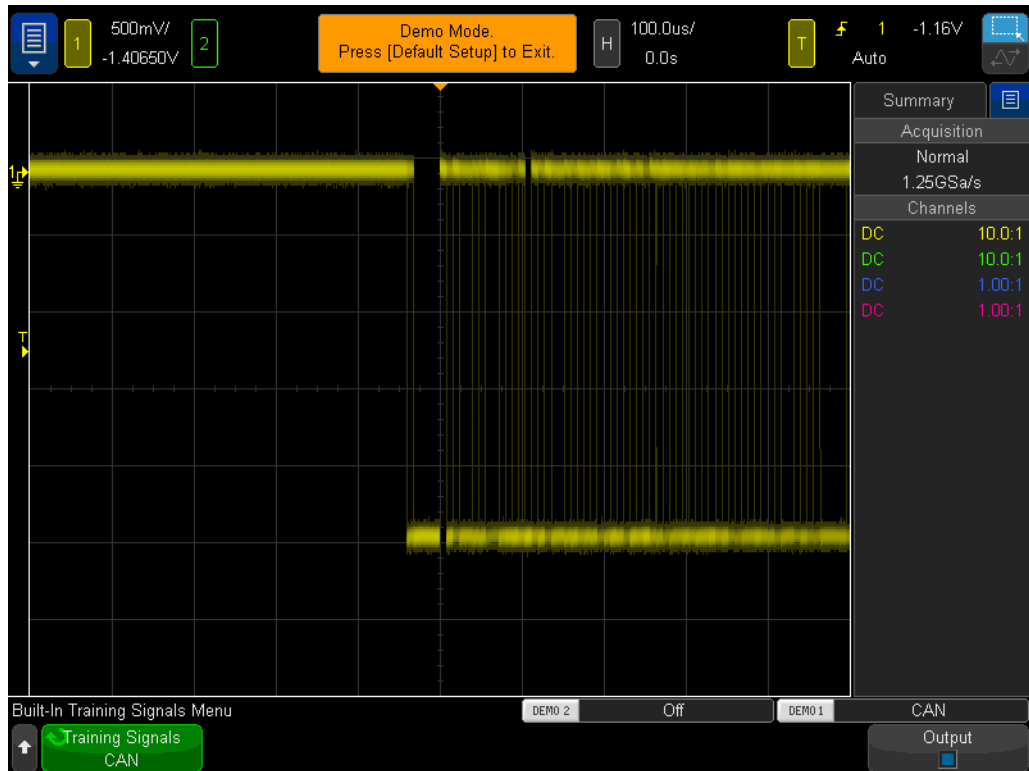 1
500mV/
-1.40650V
2
Demo Mode.
Press [Default Setup] to Exit.
H
100.0us/
0.0s
T
1
-1.16V
Auto
Summary
Acquisition
Normal
1.25GSa/s
Channels
DC 10.0:1
DC 10.0:1
DC 1.00:1
DC 1.00:1
1
T
Built-In Training Signals Menu
DEMO 2 Off
DEMO 1 CAN
Training Signals
CAN
Output